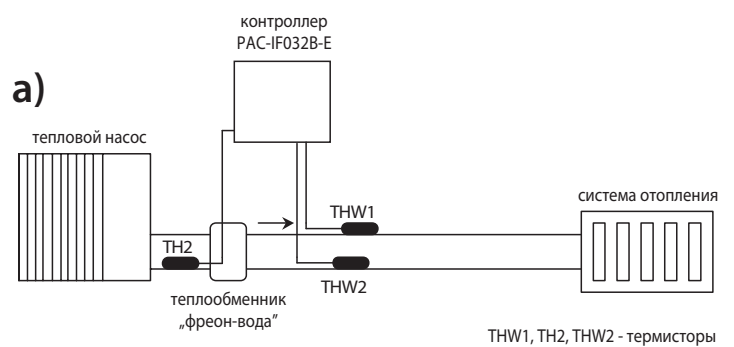 контроллер
PAC-IF032B-E
а)
тепловой насос
система отопления
THW1
TH2
THW2
теплообменник
„фреон-вода”
THW1, TH2, THW2 - термисторы